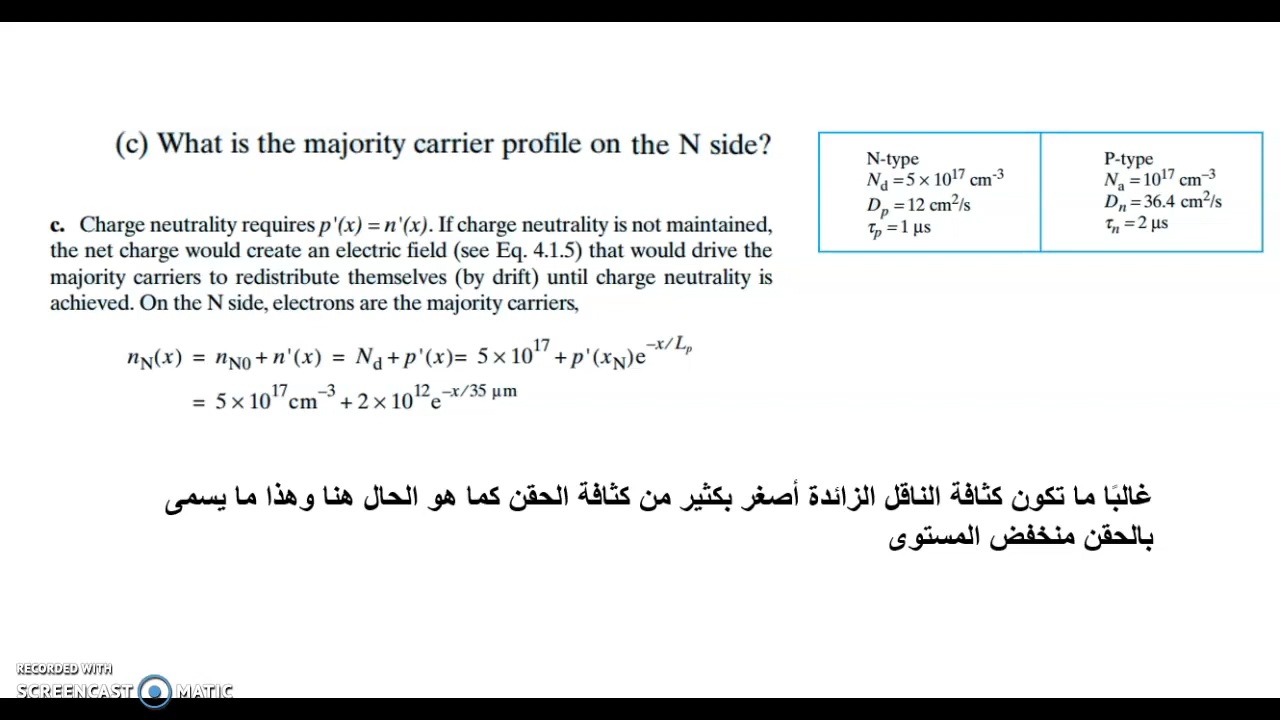 (c) What is the majority carrier profile on the N side?
N-type
N_d = 5 × 10^17 cm^-3
D_p = 12 cm^2/s
τ_p = 1 μs
P-type
N_a = 10^17 cm^-3
D_n = 36.4 cm^2/s
τ_n = 2 μs
c. Charge neutrality requires p'(x) = n'(x). If charge neutrality is not maintained,
the net charge would create an electric field (see Eq. 4.1.5) that would drive the
majority carriers to redistribute themselves (by drift) until charge neutrality is
achieved. On the N side, electrons are the majority carriers,
n_N(x) = n_N0 + n'(x) = N_d + p'(x) = 5 × 10^17 + p'(x_N)e^-x/L_p
= 5 × 10^17 cm^-3 + 2 × 10^12 e^-x/35 μm
غالبًا ما تكون كثافة الناقل الزائدة أصغر بكثير من كثافة الحقن كما هو الحال هنا وهذا ما يسمى
بالحقن منخفض المستوى
RECORDED WITH
SCREENCAST MATIC